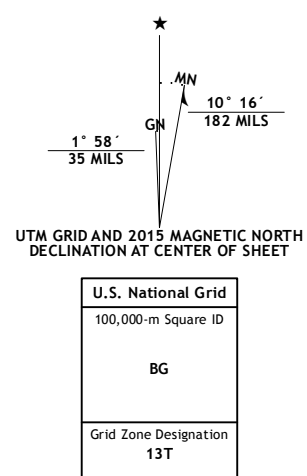 ★
MN
GN
10° 16´
182 MILS
1° 58´
35 MILS
UTM GRID AND 2015 MAGNETIC NORTH
DECLINATION AT CENTER OF SHEET
U.S. National Grid
100,000-m Square ID
BG
Grid Zone Designation
13T